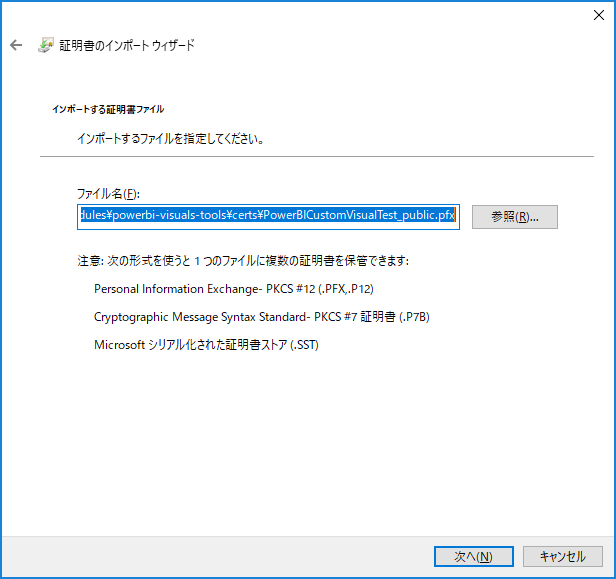 証明書のインポート ウィザード
インポートする証明書ファイル
インポートするファイルを指定してください。
ファイル名(F):
dules¥powerbi-visuals-tools¥certs¥PowerBICustomVisualTest_public.pfx
参照(R)...
注意: 次の形式を使うと 1 つのファイルに複数の証明書を保管できます:
Personal Information Exchange- PKCS #12 (.PFX,.P12)
Cryptographic Message Syntax Standard- PKCS #7 証明書 (.P7B)
Microsoft シリアル化された証明書ストア (.SST)
次へ(N)
キャンセル